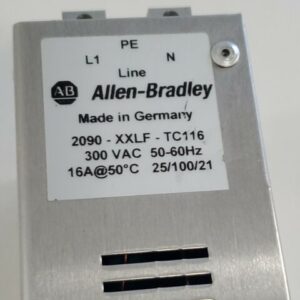 PE
L1 N
Line
AB Allen-Bradley
Made in Germany
2090 - XXLF - TC116
300 VAC 50-60Hz
16A@50°C 25/100/21